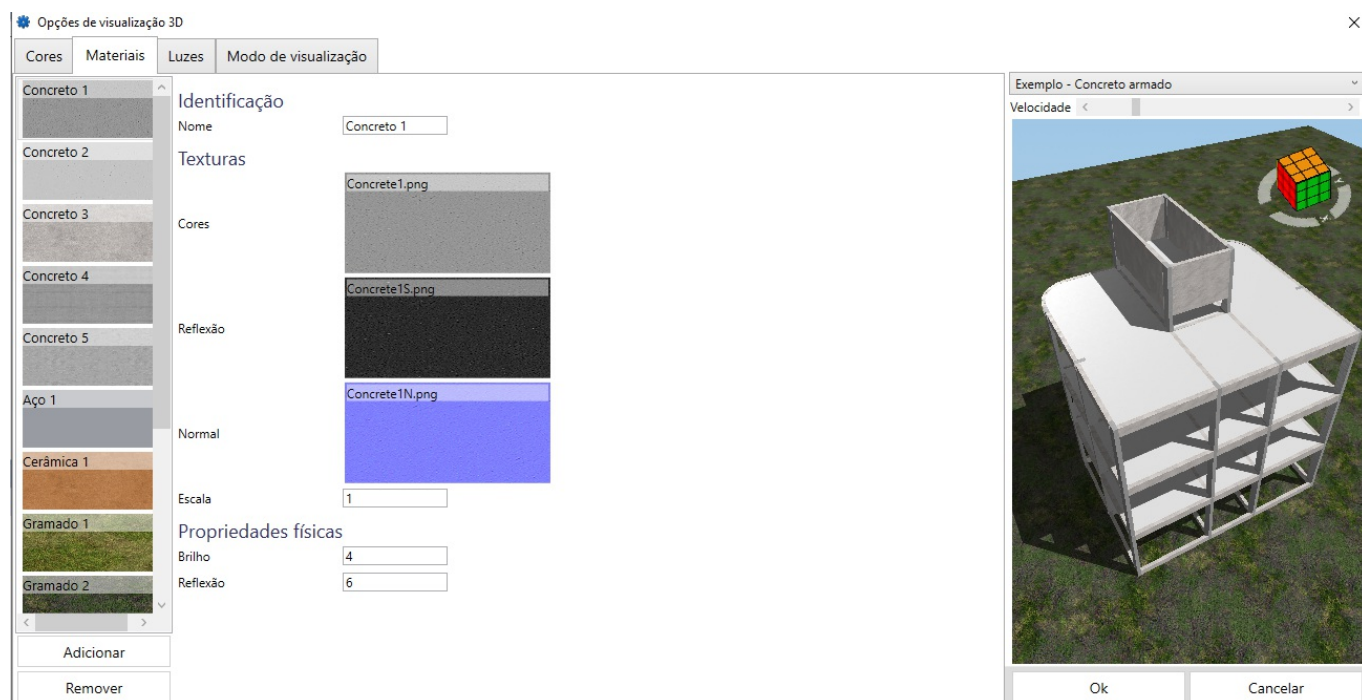 Opções de visualização 3D
Cores
Materiais
Luzes
Modo de visualização
Concreto 1
Concreto 2
Concreto 3
Concreto 4
Concreto 5
Aço 1
Cerâmica 1
Gramado 1
Gramado 2
Adicionar
Remover
Identificação
Nome Concreto 1
Texturas
Concrete1.png
Cores
Concrete1S.png
Reflexão
Concrete1N.png
Normal
Escala 1
Propriedades físicas
Brilho 4
Reflexão 6
Exemplo - Concreto armado
Velocidade
Ok
Cancelar